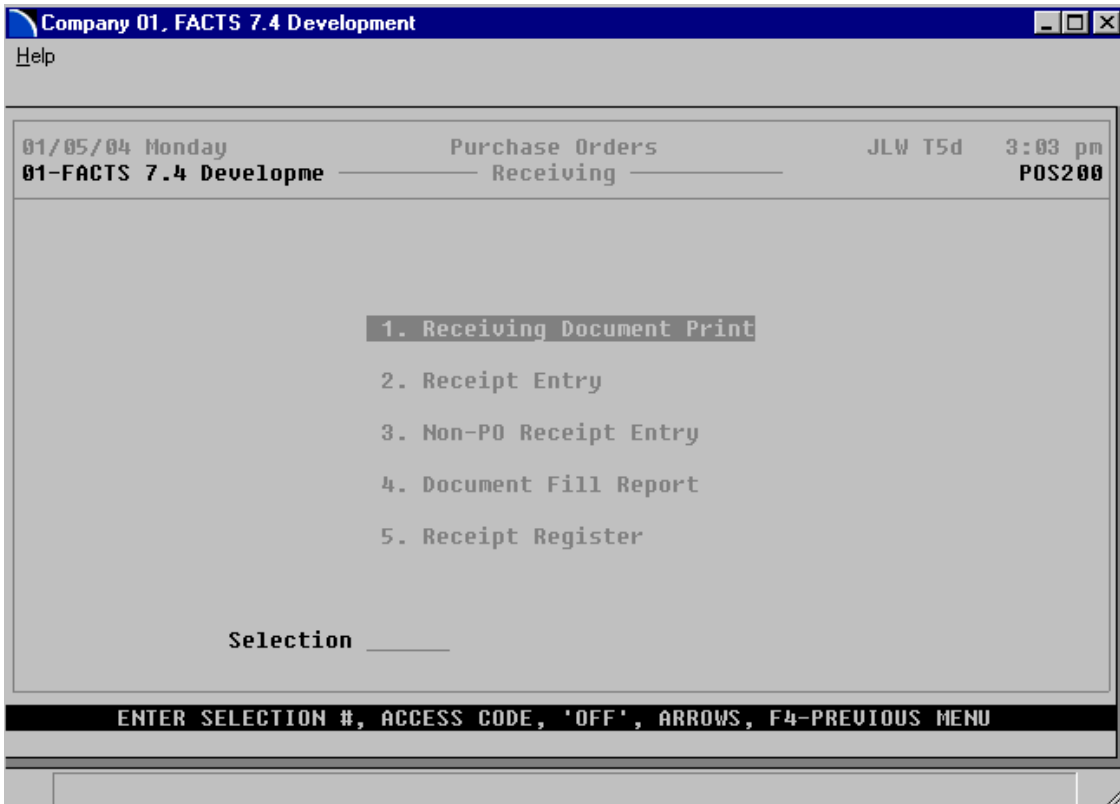 Company 01, FACTS 7.4 Development
Help
01/05/04 Monday Purchase Orders JLW T5d 3:03 pm
01-FACTS 7.4 Developme Receiving POS200
1. Receiving Document Print
2. Receipt Entry
3. Non-PO Receipt Entry
4. Document Fill Report
5. Receipt Register
Selection ______
ENTER SELECTION #, ACCESS CODE, 'OFF', ARROWS, F4-PREVIOUS MENU